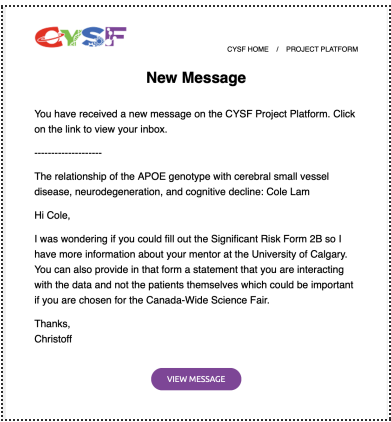 CYSF
CYSF HOME / PROJECT PLATFORM
New Message
You have received a new message on the CYSF Project Platform. Click
on the link to view your inbox.
--------------------
The relationship of the APOE genotype with cerebral small vessel
disease, neurodegeneration, and cognitive decline: Cole Lam
Hi Cole,
I was wondering if you could fill out the Significant Risk Form 2B so I
have more information about your mentor at the University of Calgary.
You can also provide in that form a statement that you are interacting
with the data and not the patients themselves which could be important
if you are chosen for the Canada-Wide Science Fair.
Thanks,
Christoff
VIEW MESSAGE